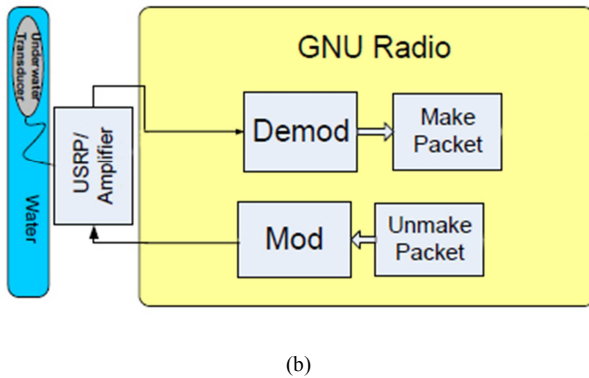 GNU Radio
Underwater
Transducer
Water
USRP/
Amplifier
Demod
Make
Packet
Mod
Unmake
Packet
(b)